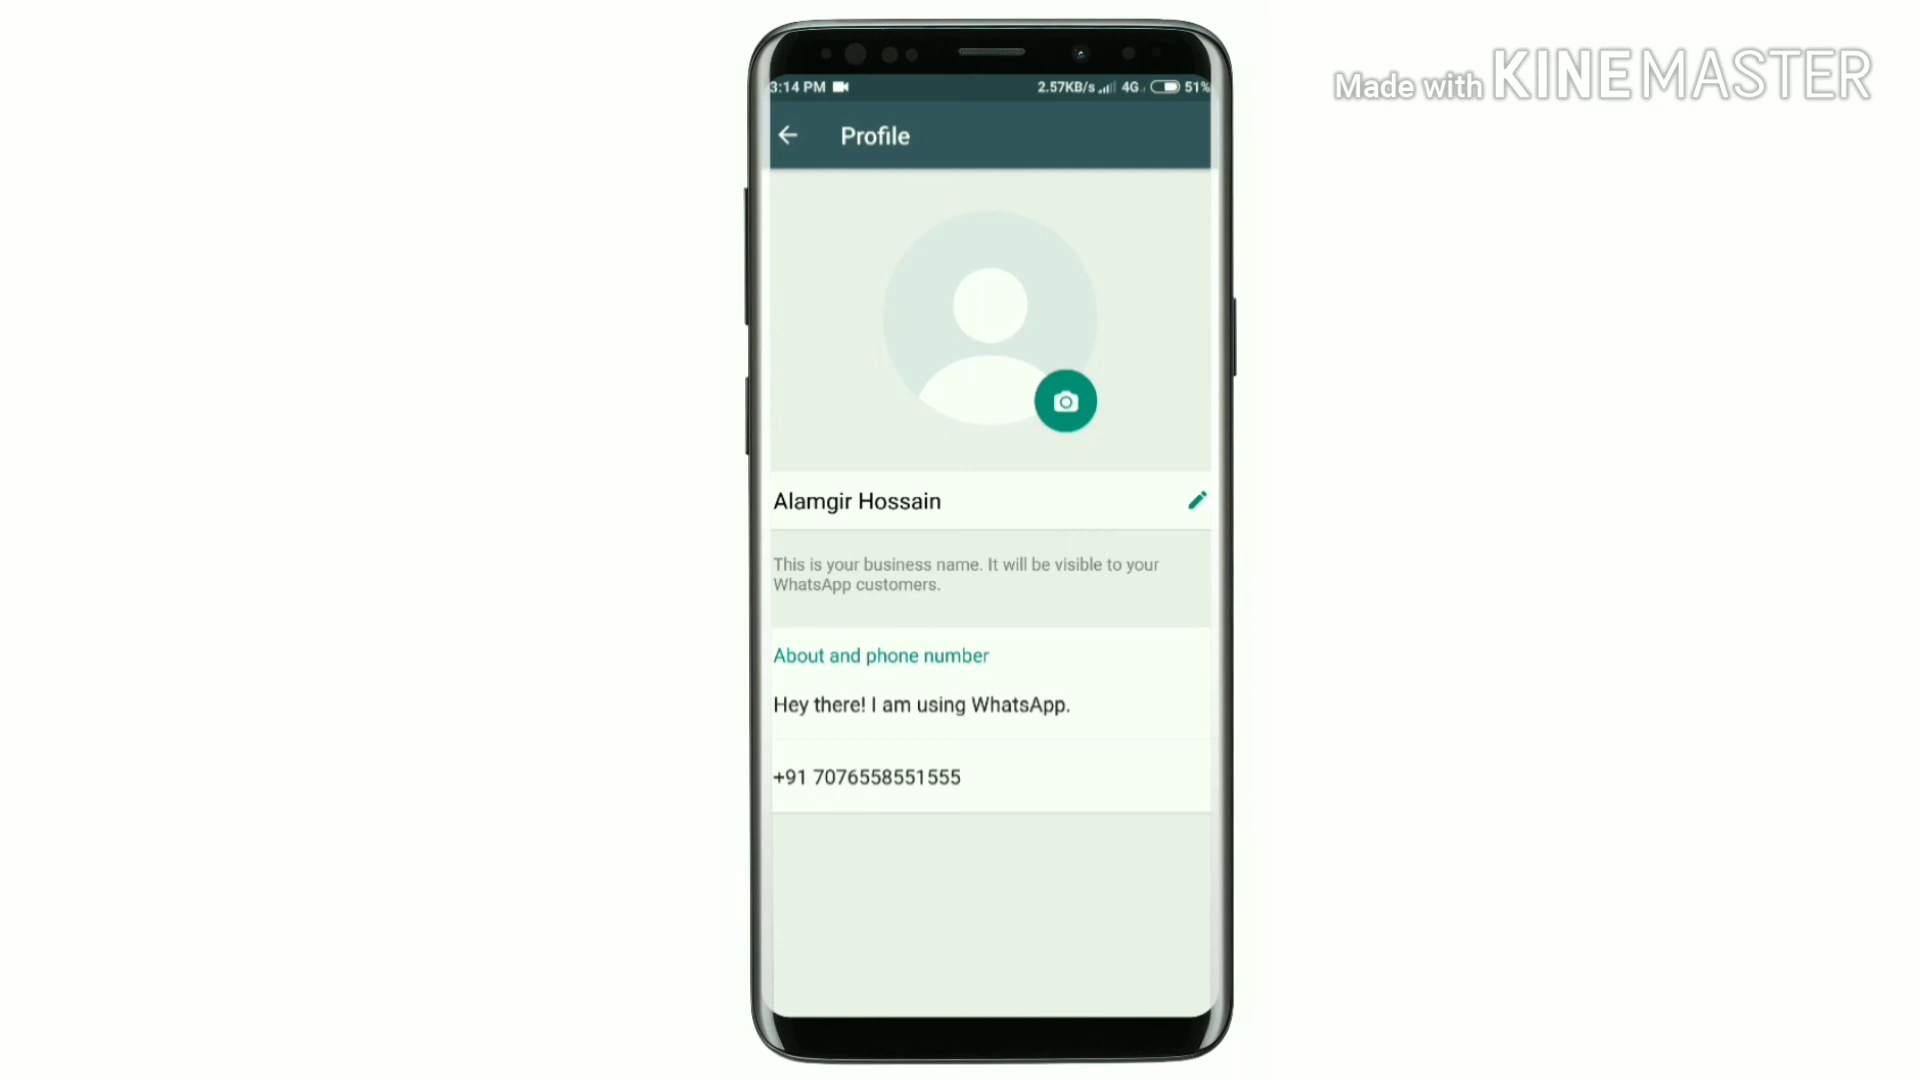 Made with KINEMASTER
3:14 PM 2.57KB/s 4G 51%
Profile
Alamgir Hossain
This is your business name. It will be visible to your
WhatsApp customers.
About and phone number
Hey there! I am using WhatsApp.
+91 7076558551555